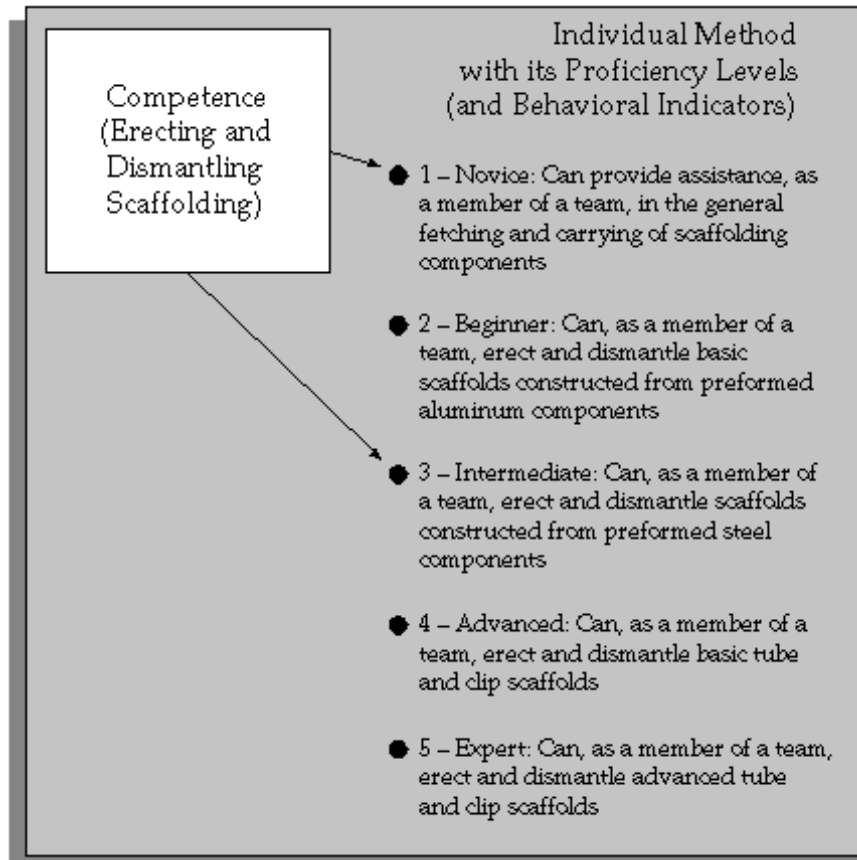 Individual Method
with its Proficiency Levels
(and Behavioral Indicators)
Competence
(Erecting and
Dismantling
Scaffolding)
1 – Novice: Can provide assistance, as
a member of a team, in the general
fetching and carrying of scaffolding
components
2 – Beginner: Can, as a member of a
team, erect and dismantle basic
scaffolds constructed from preformed
aluminum components
3 – Intermediate: Can, as a member of
a team, erect and dismantle scaffolds
constructed from preformed steel
components
4 – Advanced: Can, as a member of a
team, erect and dismantle basic tube
and clip scaffolds
5 – Expert: Can, as a member of a team,
erect and dismantle advanced tube
and clip scaffolds